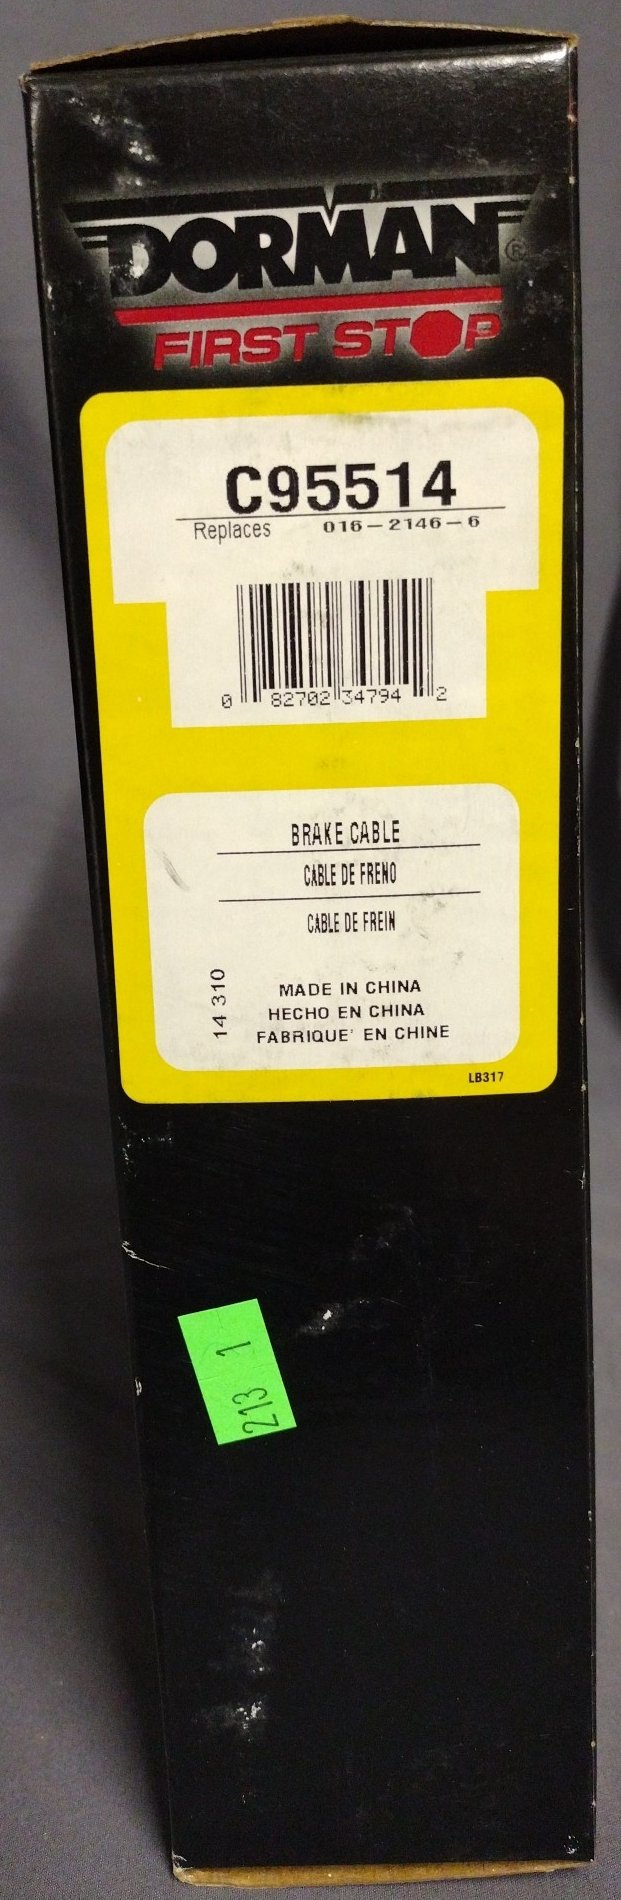 DORMAN®
FIRST STOP
C95514
Replaces 016-2146-6
0 82702 34794 2
BRAKE CABLE
CABLE DE FRENO
CABLE DE FREIN
14 310
MADE IN CHINA
HECHO EN CHINA
FABRIQUE' EN CHINE
LB317
213 1